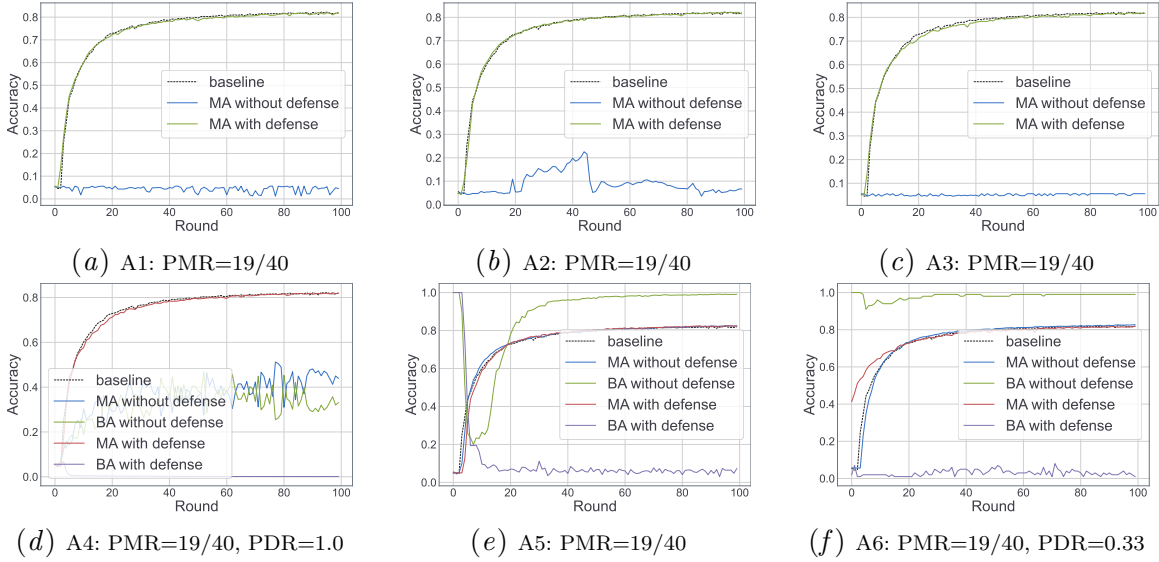 Accuracy
0.8
0.7
0.6
0.5
0.4
0.3
0.2
0.1
0.0
baseline
MA without defense
MA with defense
0 20 40 60 80 100
Round
(a) A1: PMR=19/40
Accuracy
0.8
0.7
0.6
0.5
0.4
0.3
0.2
0.1
0.0
baseline
MA without defense
MA with defense
0 20 40 60 80 100
Round
(b) A2: PMR=19/40
Accuracy
0.8
0.7
0.6
0.5
0.4
0.3
0.2
0.1
baseline
MA without defense
MA with defense
0 20 40 60 80 100
Round
(c) A3: PMR=19/40
Accuracy
0.8
0.6
0.4
0.2
0.0
baseline
MA without defense
BA without defense
MA with defense
BA with defense
0 20 40 60 80 100
Round
(d) A4: PMR=19/40, PDR=1.0
Accuracy
1.0
0.8
0.6
0.4
0.2
0.0
baseline
MA without defense
BA without defense
MA with defense
BA with defense
0 20 40 60 80 100
Round
(e) A5: PMR=19/40
Accuracy
1.0
0.8
0.6
0.4
0.2
0.0
baseline
MA without defense
BA without defense
MA with defense
BA with defense
0 20 40 60 80 100
Round
(f) A6: PMR=19/40, PDR=0.33